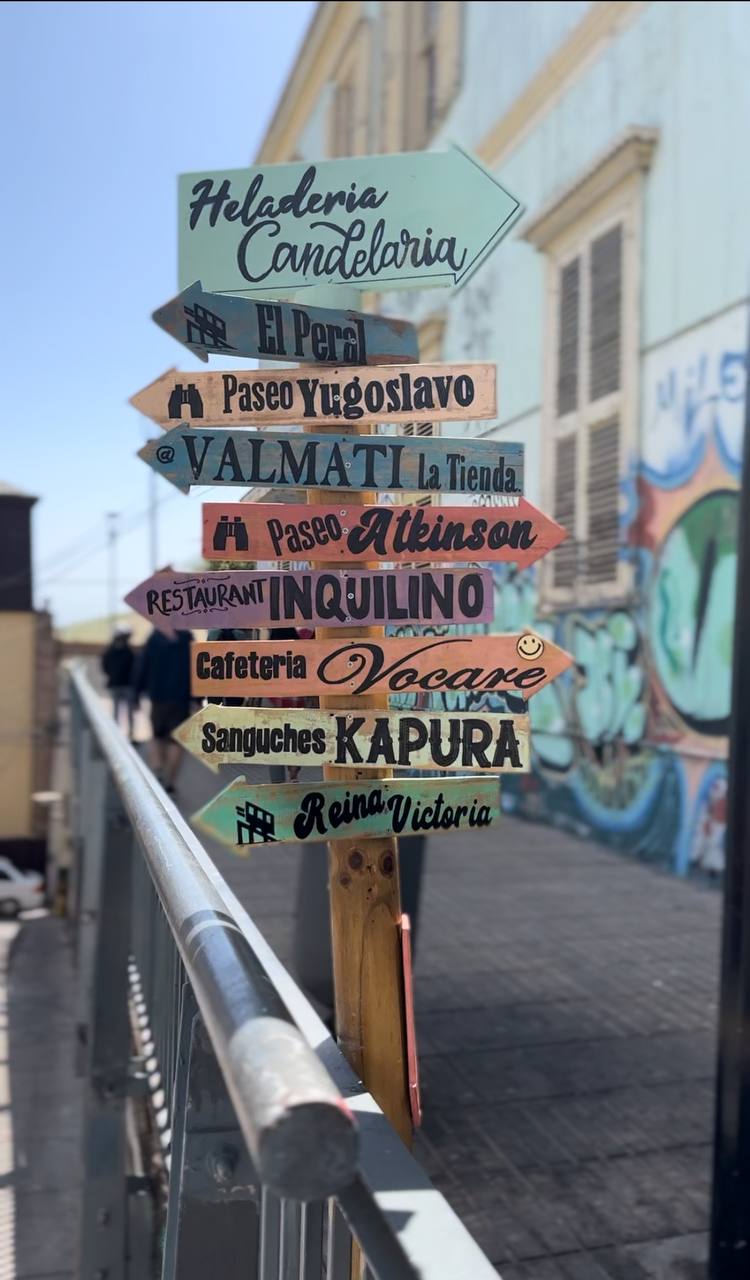 Heladeria
Candelaria
El Peral
Paseo Yugoslavo
@VALMATI La Tienda.
Paseo Atkinson
RESTAURANT INQUILINO
Cafeteria Vocare
Sanguches KAPURA
Reina Victoria